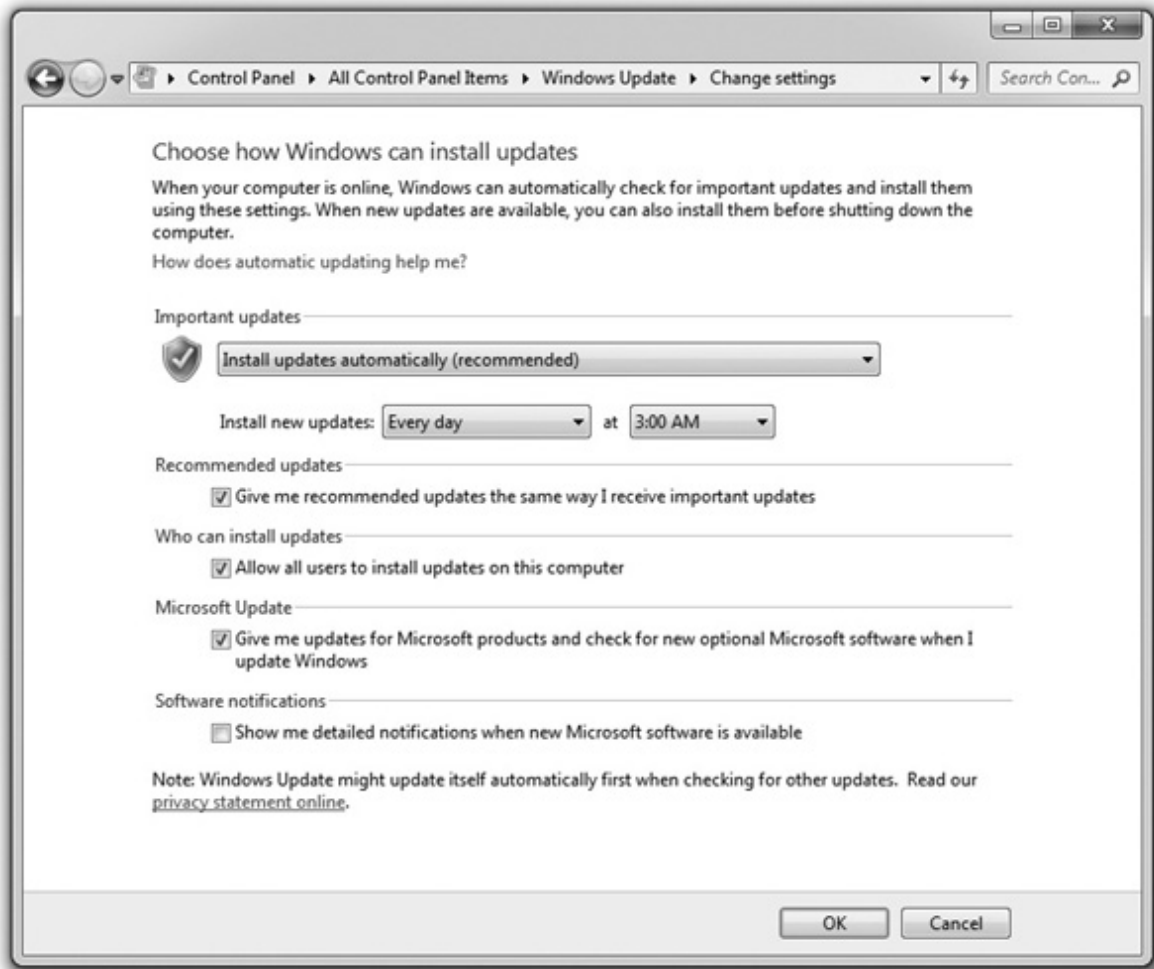 Control Panel All Control Panel Items Windows Update Change settings Search Con...
Choose how Windows can install updates
When your computer is online, Windows can automatically check for important updates and install them
using these settings. When new updates are available, you can also install them before shutting down the
computer.
How does automatic updating help me?
Important updates
Install updates automatically (recommended)
Install new updates: Every day at 3:00 AM
Recommended updates
Give me recommended updates the same way I receive important updates
Who can install updates
Allow all users to install updates on this computer
Microsoft Update
Give me updates for Microsoft products and check for new optional Microsoft software when I
update Windows
Software notifications
Show me detailed notifications when new Microsoft software is available
Note: Windows Update might update itself automatically first when checking for other updates. Read our
privacy statement online.
OK Cancel